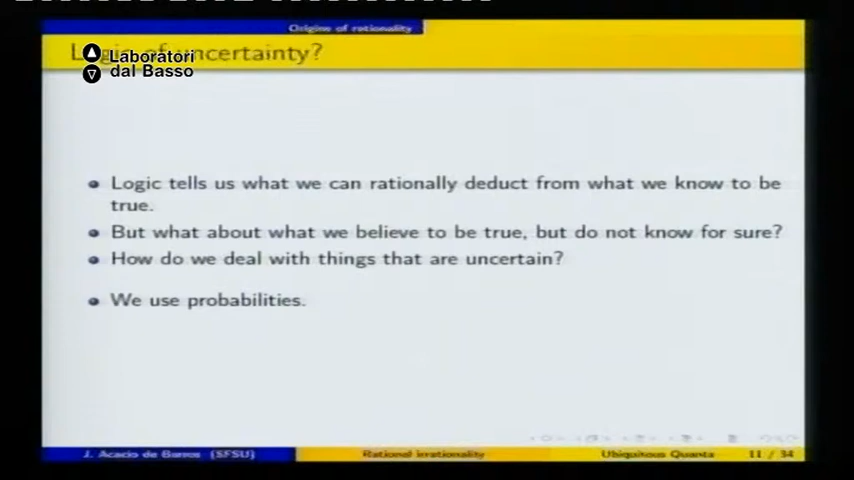 Origins of rationality
Logic of uncertainty?
Laboratori
dal Basso
Logic tells us what we can rationally deduct from what we know to be
true.
But what about what we believe to be true, but do not know for sure?
How do we deal with things that are uncertain?
We use probabilities.
J. Acacio de Barros (SFSU) Rational irrationality Ubiquitous Quanta 11 / 34